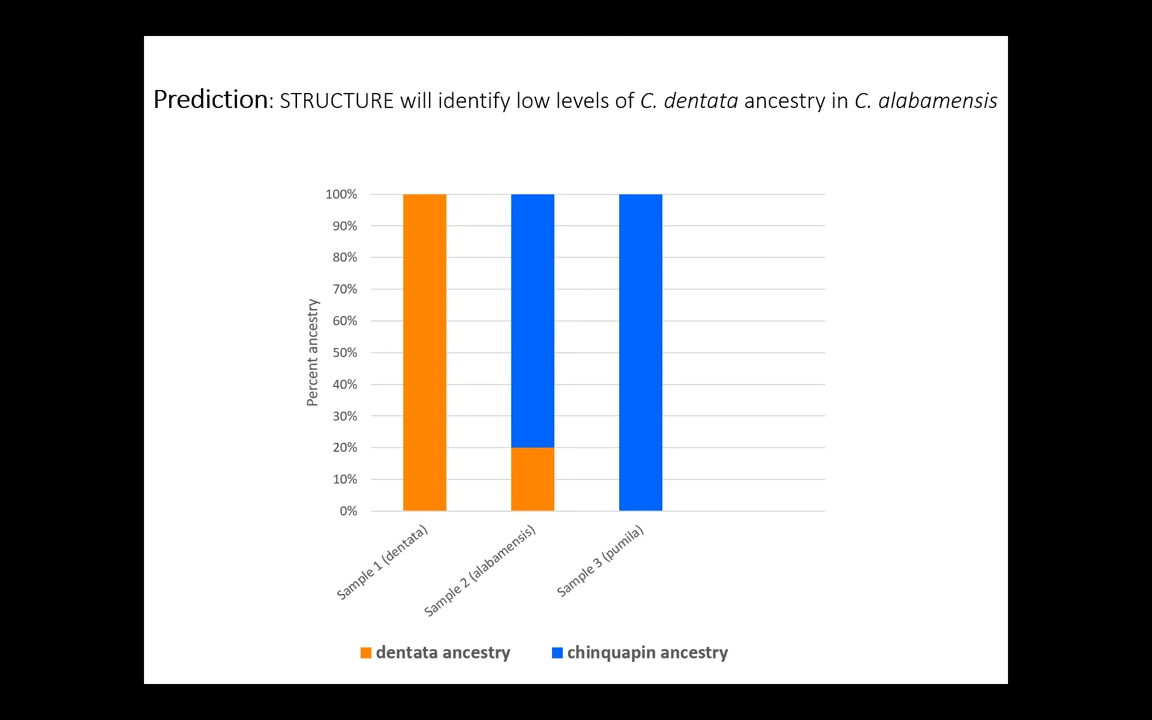 Prediction: STRUCTURE will identify low levels of C. dentata ancestry in C. alabamensis
100%
90%
80%
70%
60%
50%
40%
30%
20%
10%
0%
Percent ancestry
Sample 1 (dentata)
Sample 2 (alabamensis)
Sample 3 (pumila)
dentata ancestry
chinquapin ancestry